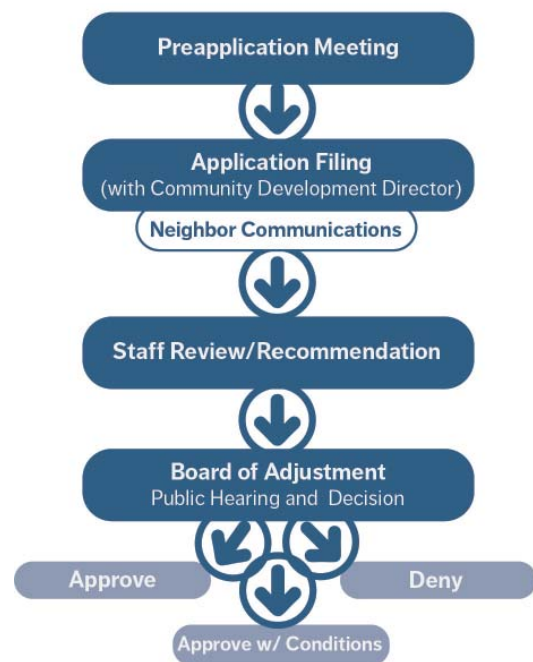 Preapplication Meeting
Application Filing
(with Community Development Director)
Neighbor Communications
Staff Review/Recommendation
Board of Adjustment
Public Hearing and Decision
Approve
Deny
Approve w/ Conditions